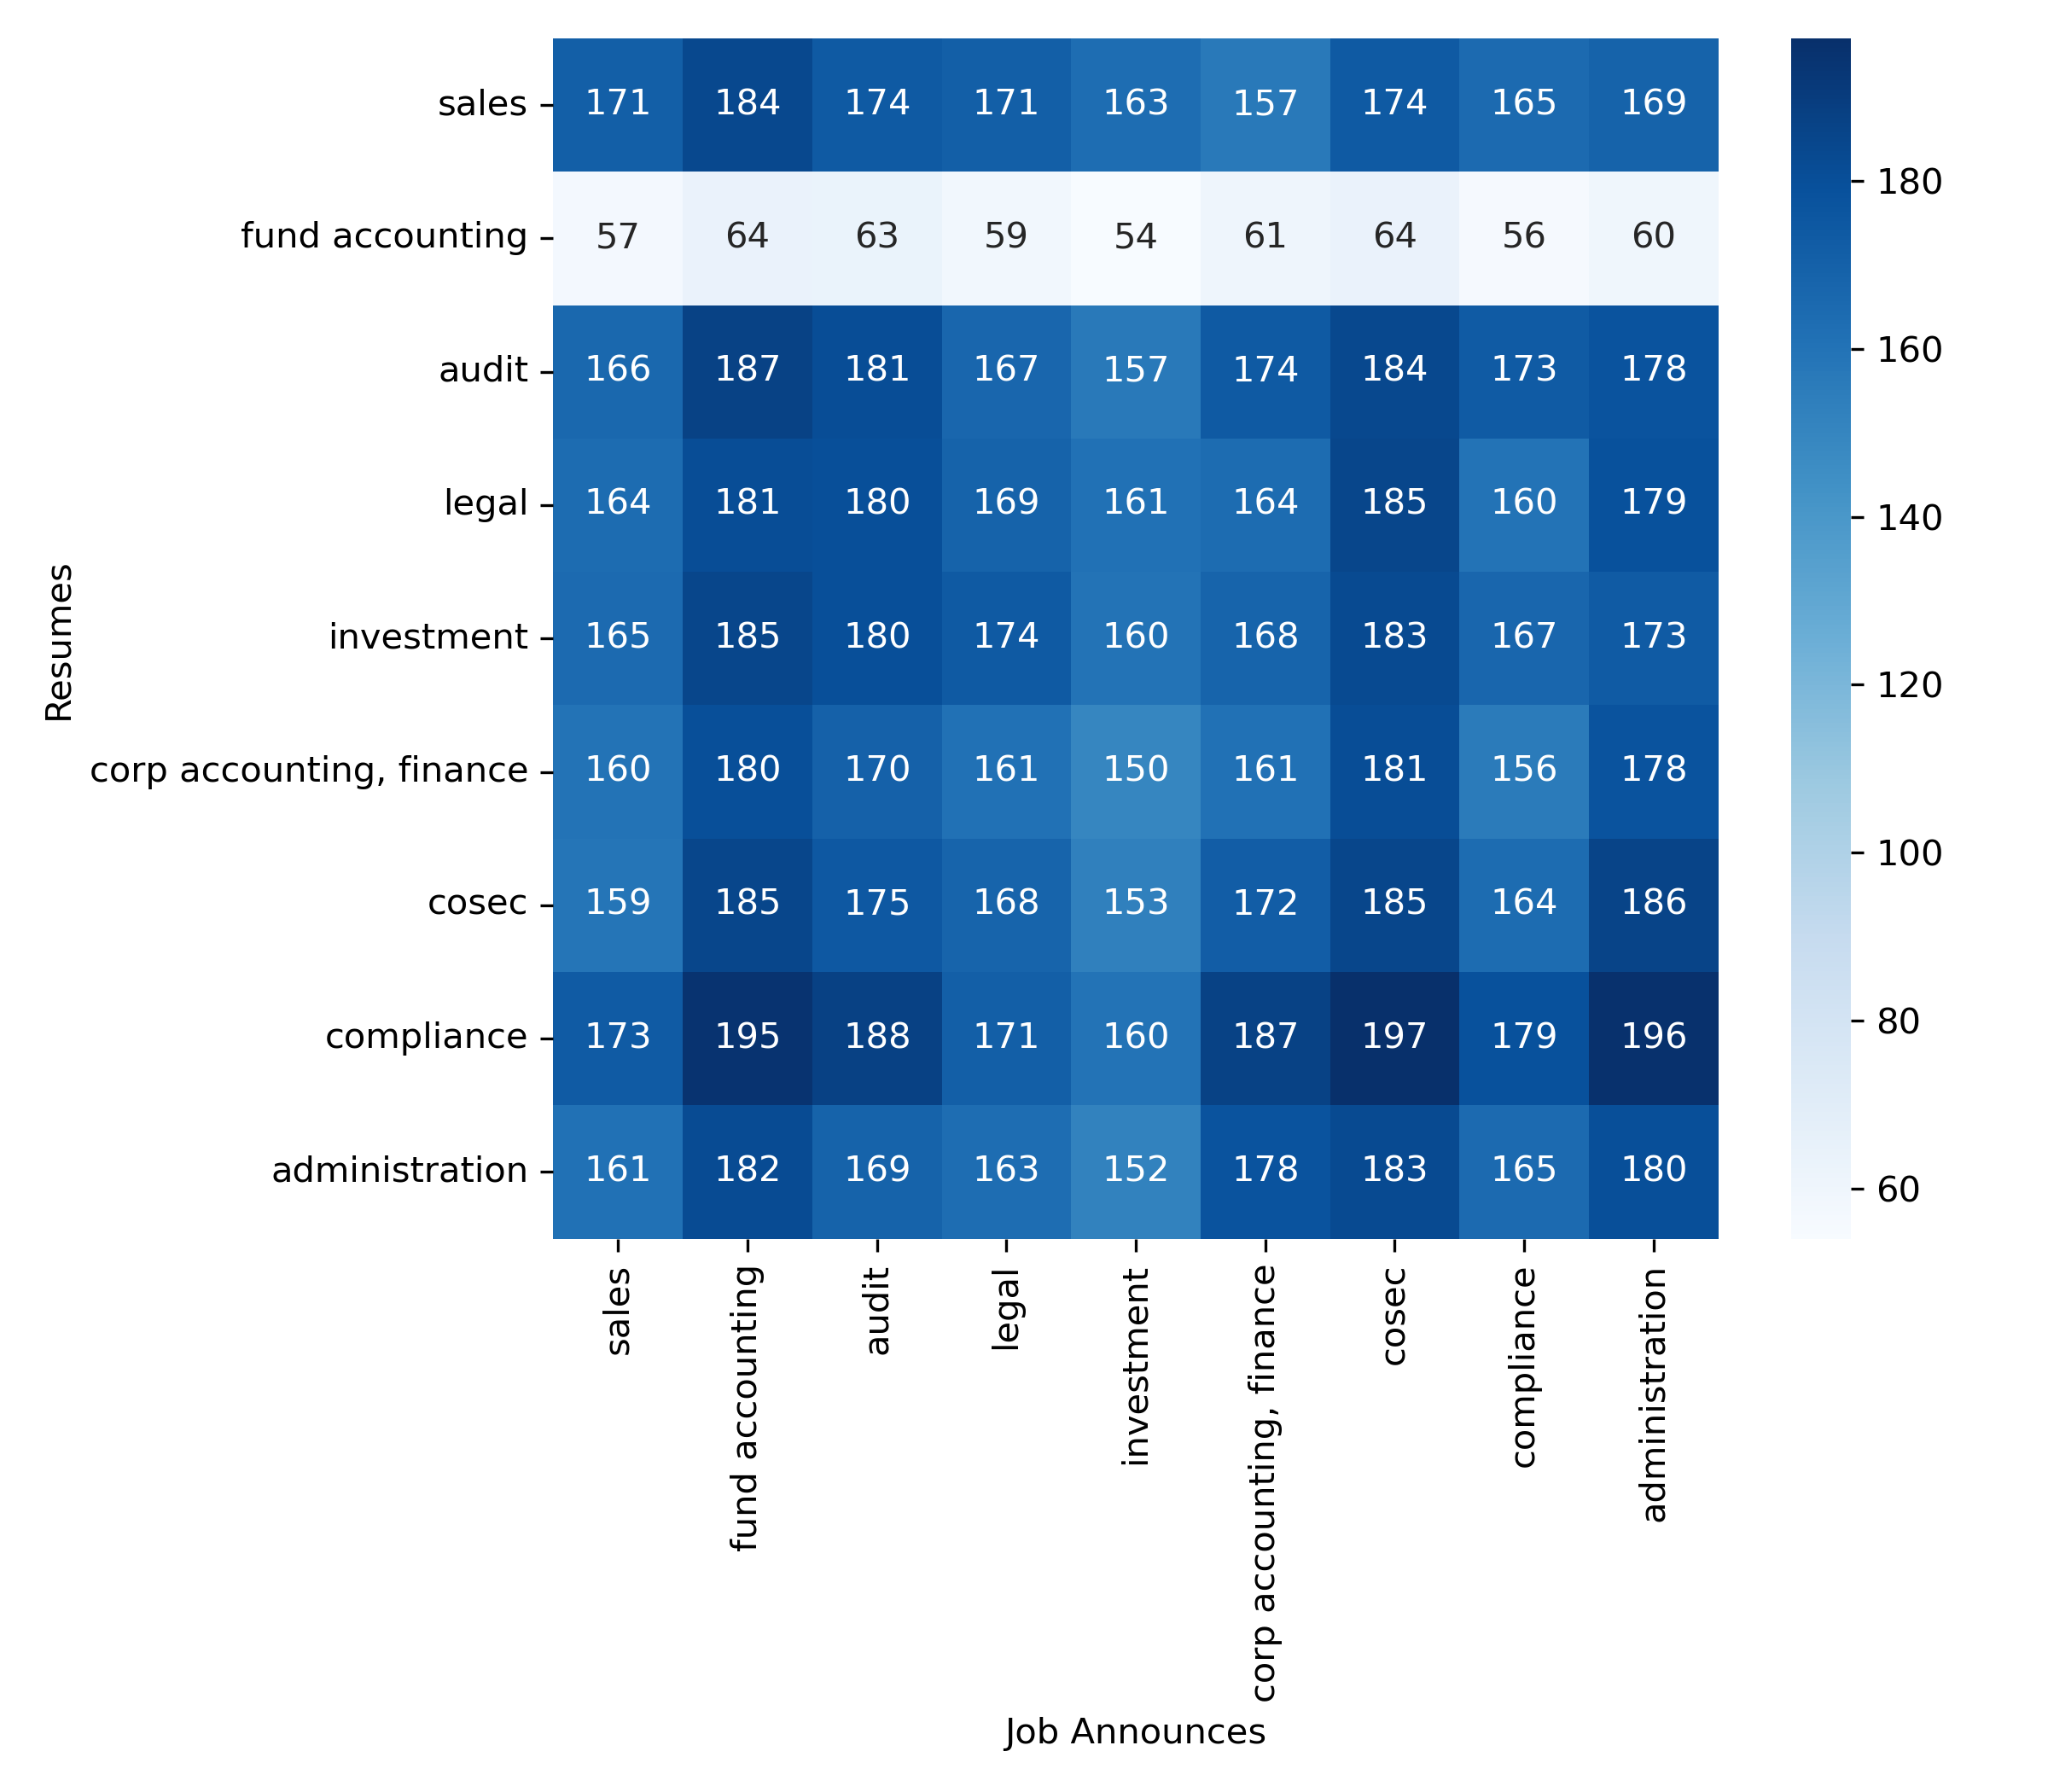 sales 171 184 174 171 163 157 174 165 169
180
fund accounting 57 64 63 59 54 61 64 56 60
audit 166 187 181 167 157 174 184 173 178
160
legal 164 181 180 169 161 164 185 160 179
140
Resumes
investment 165 185 180 174 160 168 183 167 173
120
corp accounting, finance 160 180 170 161 150 161 181 156 178
100
cosec 159 185 175 168 153 172 185 164 186
80
compliance 173 195 188 171 160 187 197 179 196
administration 161 182 169 163 152 178 183 165 180
60
sales
fund accounting
audit
legal
investment
corp accounting, finance
cosec
compliance
administration
Job Announces